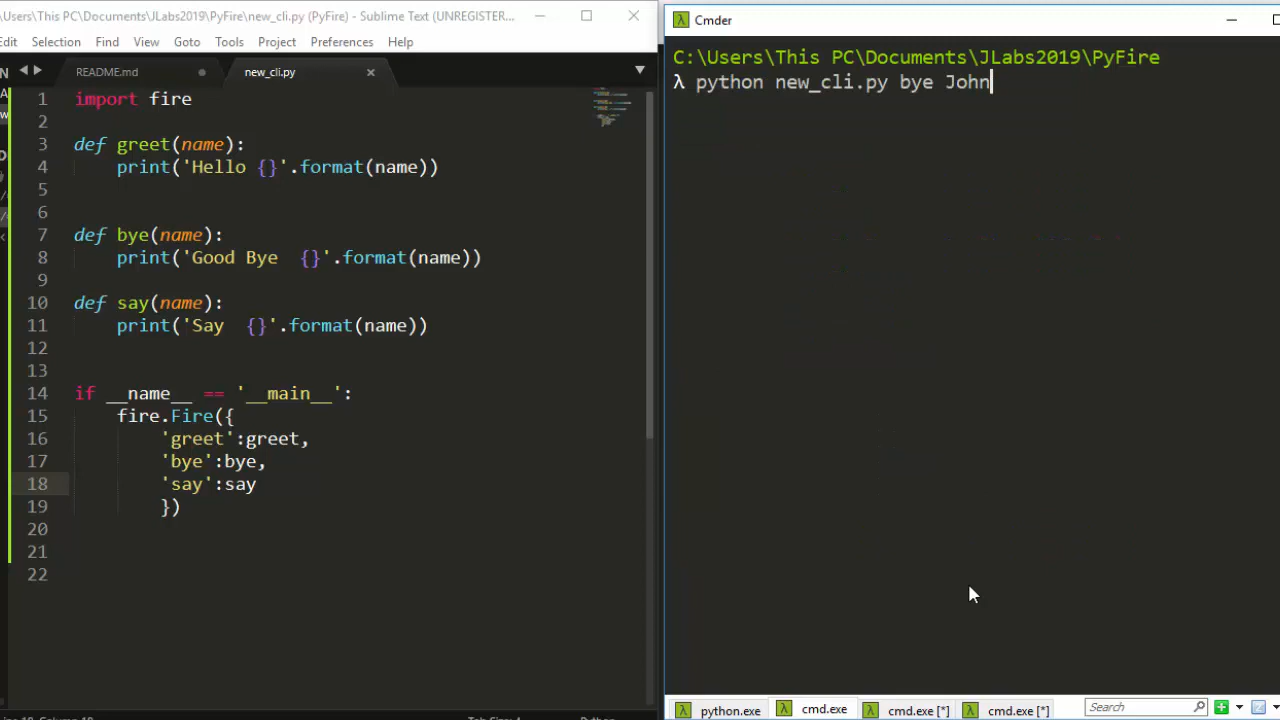 \Users\This PC\Documents\JLabs2019\PyFire\new_cli.py (PyFire) - Sublime Text (UNREGISTER...
Selection Find View Goto Tools Project Preferences Help
README.md new_cli.py
1 import fire
2
3 def greet(name):
4     print('Hello {}'.format(name))
5
6
7 def bye(name):
8     print('Good Bye  {}'.format(name))
9
10 def say(name):
11     print('Say  {}'.format(name))
12
13
14 if __name__ == '__main__':
15     fire.Fire({
16         'greet':greet,
17         'bye':bye,
18         'say':say
19         })
20
21
22
Cmder
C:\Users\This PC\Documents\JLabs2019\PyFire
λ python new_cli.py bye John
python.exe cmd.exe cmd.exe [*] cmd.exe [*] Search